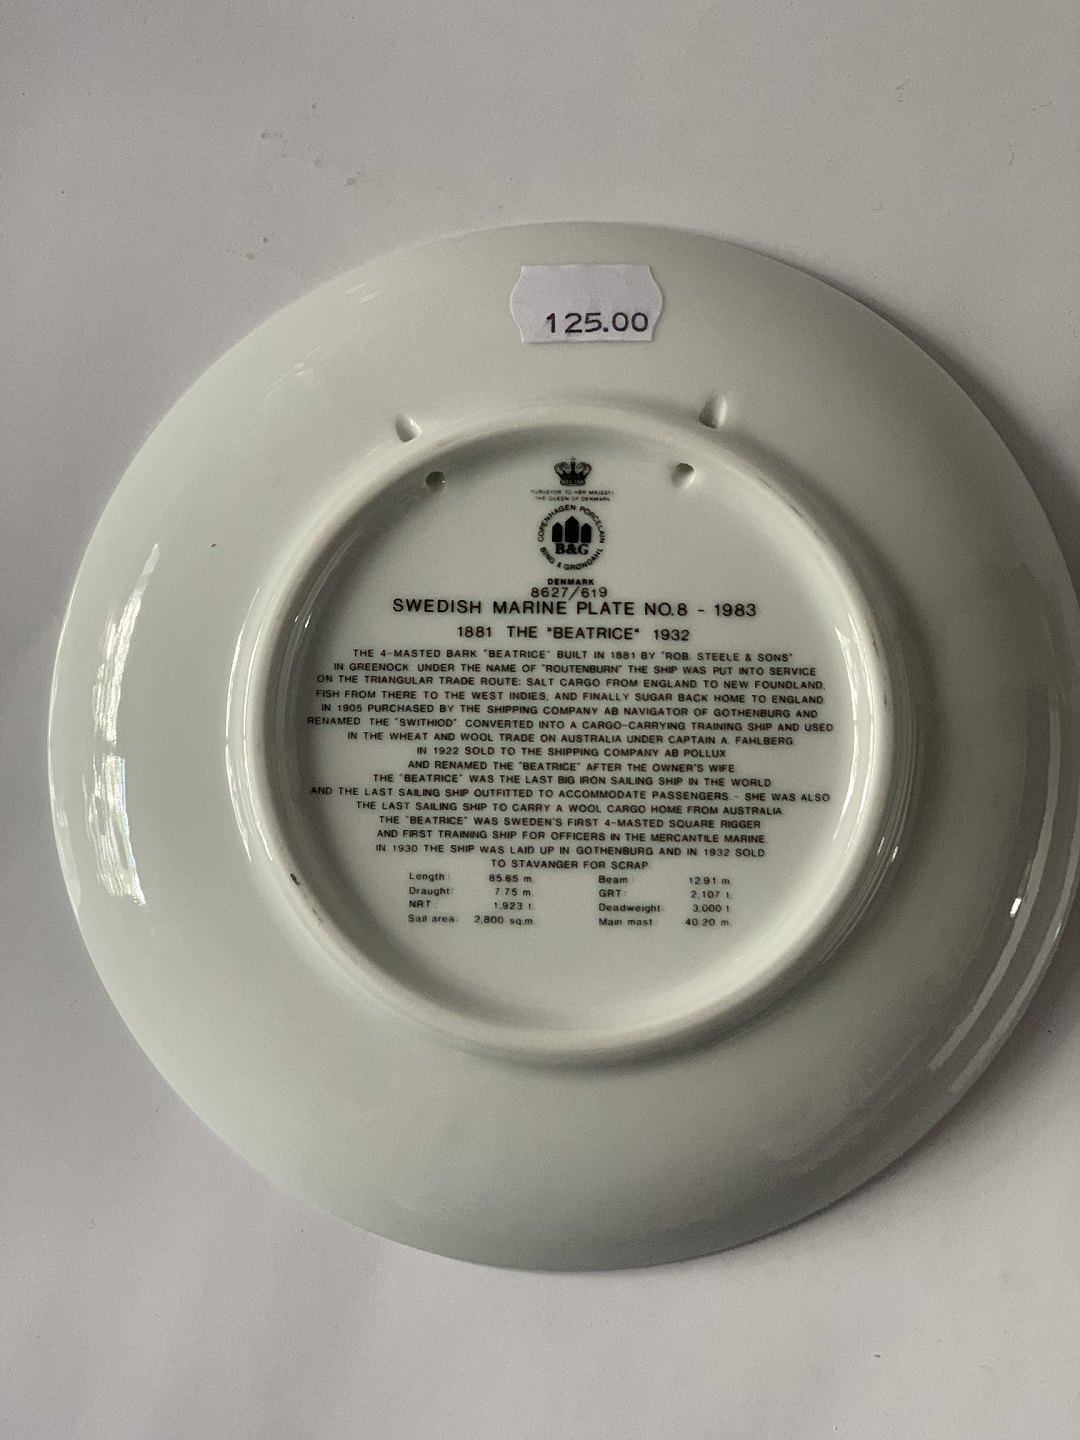 125.00
PURVEYOR TO HER MAJESTY
THE QUEEN OF DENMARK
COPENHAGEN PORCELAIN
B&G
BING & GRØNDAHL
DENMARK
8627/619
SWEDISH MARINE PLATE NO.8 - 1983
1881 THE "BEATRICE" 1932
THE 4-MASTED BARK "BEATRICE" BUILT IN 1881 BY "ROB. STEELE & SONS"
IN GREENOCK. UNDER THE NAME OF "ROUTENBURN" THE SHIP WAS PUT INTO SERVICE
ON THE TRIANGULAR TRADE ROUTE: SALT CARGO FROM ENGLAND TO NEW FOUNDLAND,
FISH FROM THERE TO THE WEST INDIES, AND FINALLY SUGAR BACK HOME TO ENGLAND.
IN 1905 PURCHASED BY THE SHIPPING COMPANY AB NAVIGATOR OF GOTHENBURG AND
RENAMED THE "SWITHIOD". CONVERTED INTO A CARGO-CARRYING TRAINING SHIP AND USED
IN THE WHEAT AND WOOL TRADE ON AUSTRALIA UNDER CAPTAIN A. FAHLBERG.
IN 1922 SOLD TO THE SHIPPING COMPANY AB POLLUX
AND RENAMED THE "BEATRICE" AFTER THE OWNER'S WIFE.
THE "BEATRICE" WAS THE LAST BIG IRON SAILING SHIP IN THE WORLD
AND THE LAST SAILING SHIP OUTFITTED TO ACCOMMODATE PASSENGERS. - SHE WAS ALSO
THE LAST SAILING SHIP TO CARRY A WOOL CARGO HOME FROM AUSTRALIA.
THE "BEATRICE" WAS SWEDEN'S FIRST 4-MASTED SQUARE RIGGER
AND FIRST TRAINING SHIP FOR OFFICERS IN THE MERCANTILE MARINE.
IN 1930 THE SHIP WAS LAID UP IN GOTHENBURG AND IN 1932 SOLD
TO STAVANGER FOR SCRAP.
Length: 85.65 m. Beam: 12.91 m.
Draught: 7.75 m. GRT: 2,107 t.
NRT: 1,923 t. Deadweight: 3,000 t.
Sail area: 2,800 sq.m. Main mast: 40.20 m.